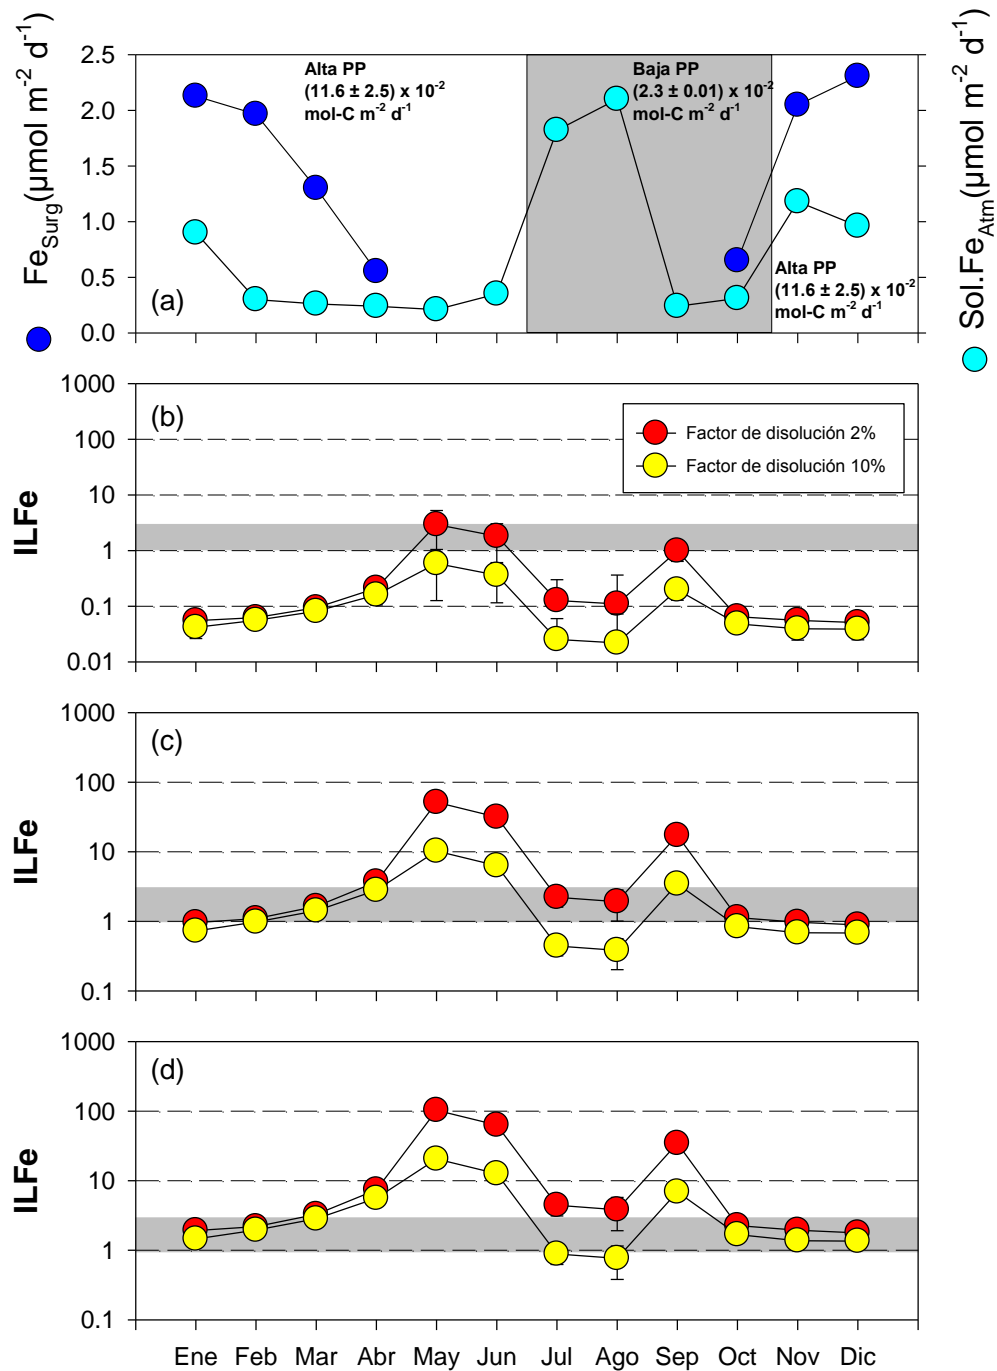 Fe_Surg (µmol m⁻² d⁻¹)
Sol.Fe_Atm (µmol m⁻² d⁻¹)
2.5
2.0
1.5
1.0
0.5
0.0
Alta PP
(11.6 ± 2.5) x 10⁻²
mol-C m⁻² d⁻¹
Baja PP
(2.3 ± 0.01) x 10⁻²
mol-C m⁻² d⁻¹
Alta PP
(11.6 ± 2.5) x 10⁻²
mol-C m⁻² d⁻¹
(a)
ILFe
1000
100
10
1
0.1
0.01
(b)
Factor de disolución 2%
Factor de disolución 10%
ILFe
1000
100
10
1
0.1
(c)
ILFe
1000
100
10
1
0.1
(d)
Ene Feb Mar Abr May Jun Jul Ago Sep Oct Nov Dic